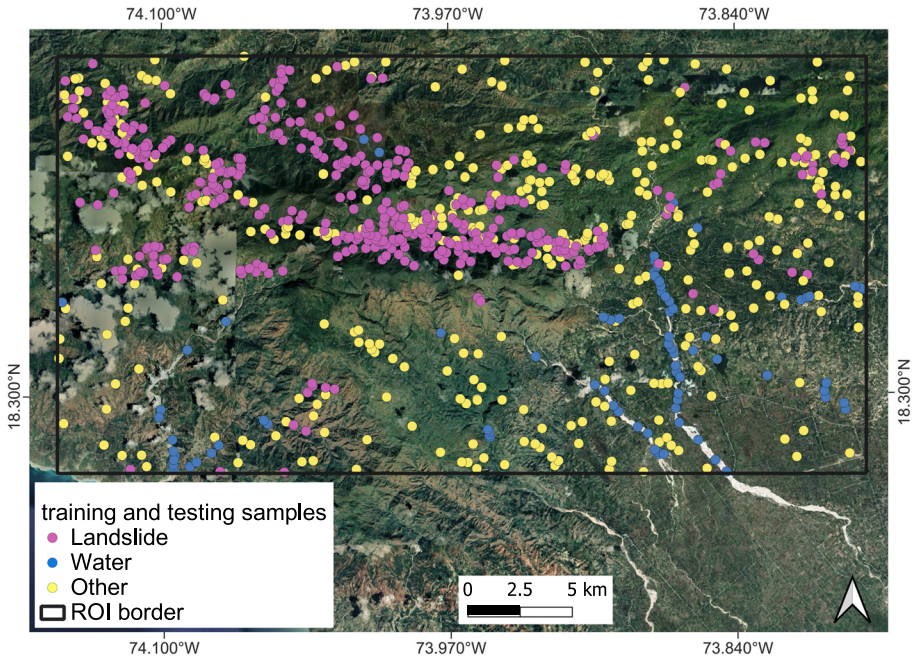 74.100°W 73.970°W 73.840°W
18.300°N
18.300°N
training and testing samples
Landslide
Water
Other
ROI border
0 2.5 5 km
74.100°W 73.970°W 73.840°W